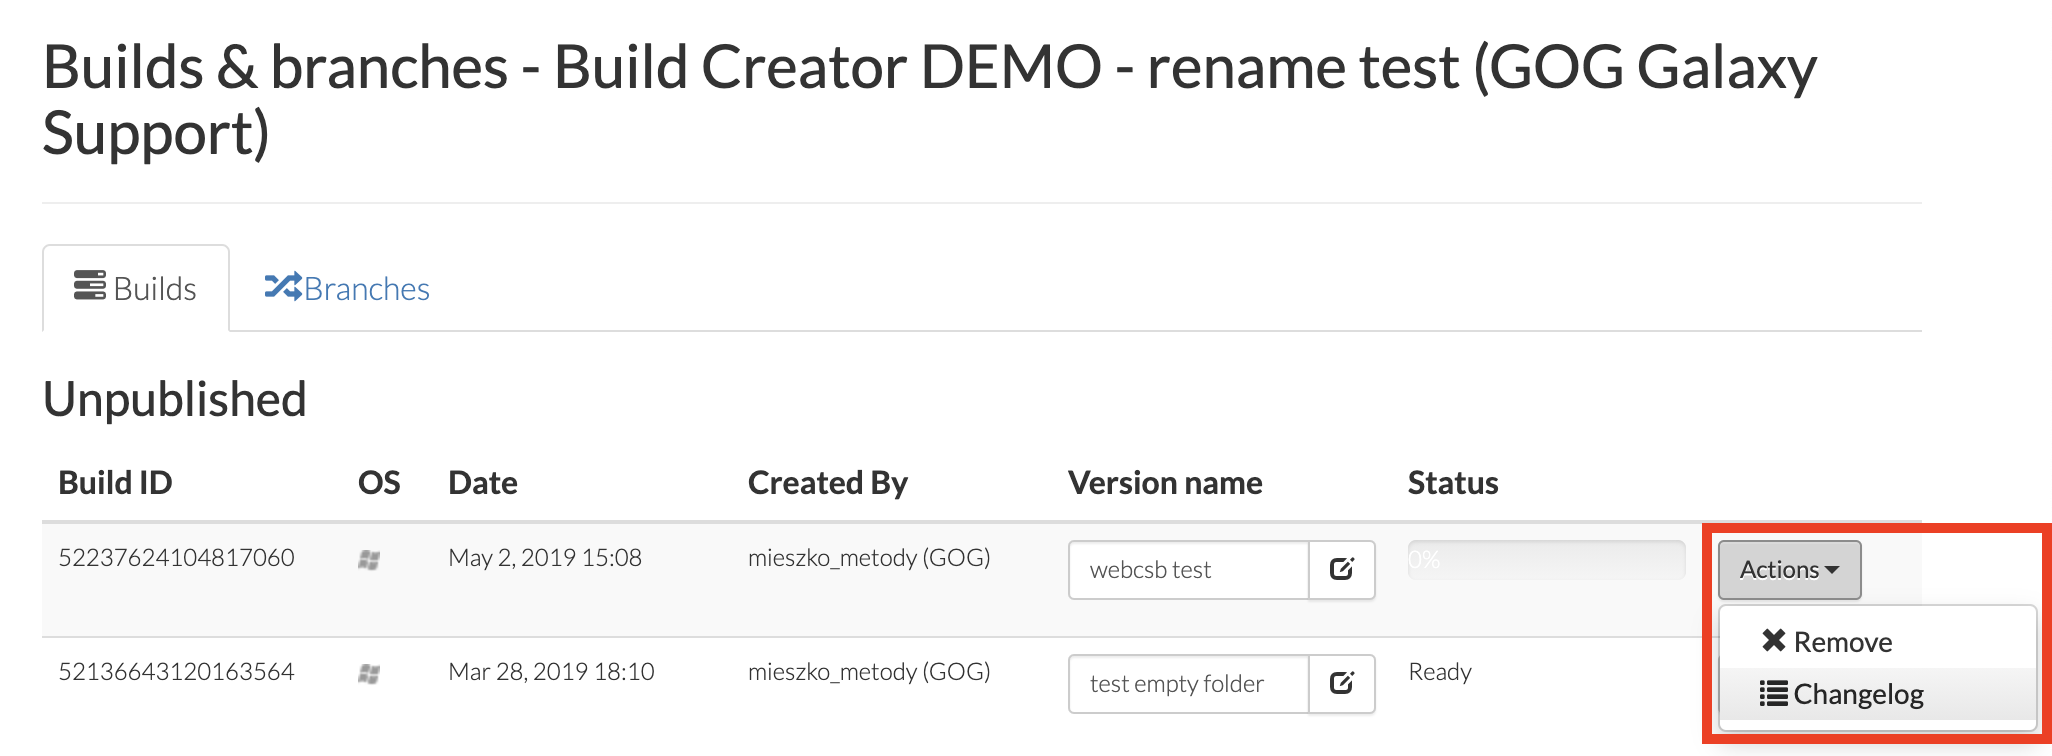 Builds & branches - Build Creator DEMO - rename test (GOG Galaxy
Support)
Builds
Branches
Unpublished
Build ID OS Date Created By Version name Status
52237624104817060 May 2, 2019 15:08 mieszko_metody (GOG) webcsb test 0% Actions
Remove
52136643120163564 Mar 28, 2019 18:10 mieszko_metody (GOG) test empty folder Ready
Changelog